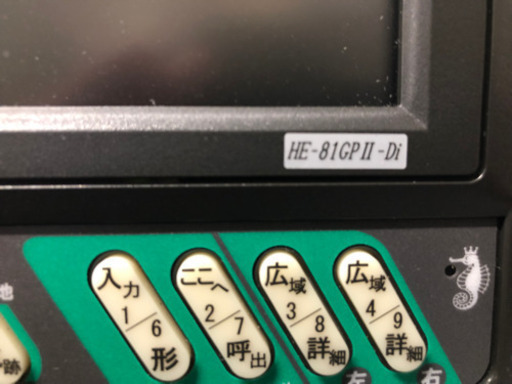 HE-81GPII-Di
入力
1/6
形
ここへ
2/7
呼出
広域
3/8
詳細
広域
4/9
詳細